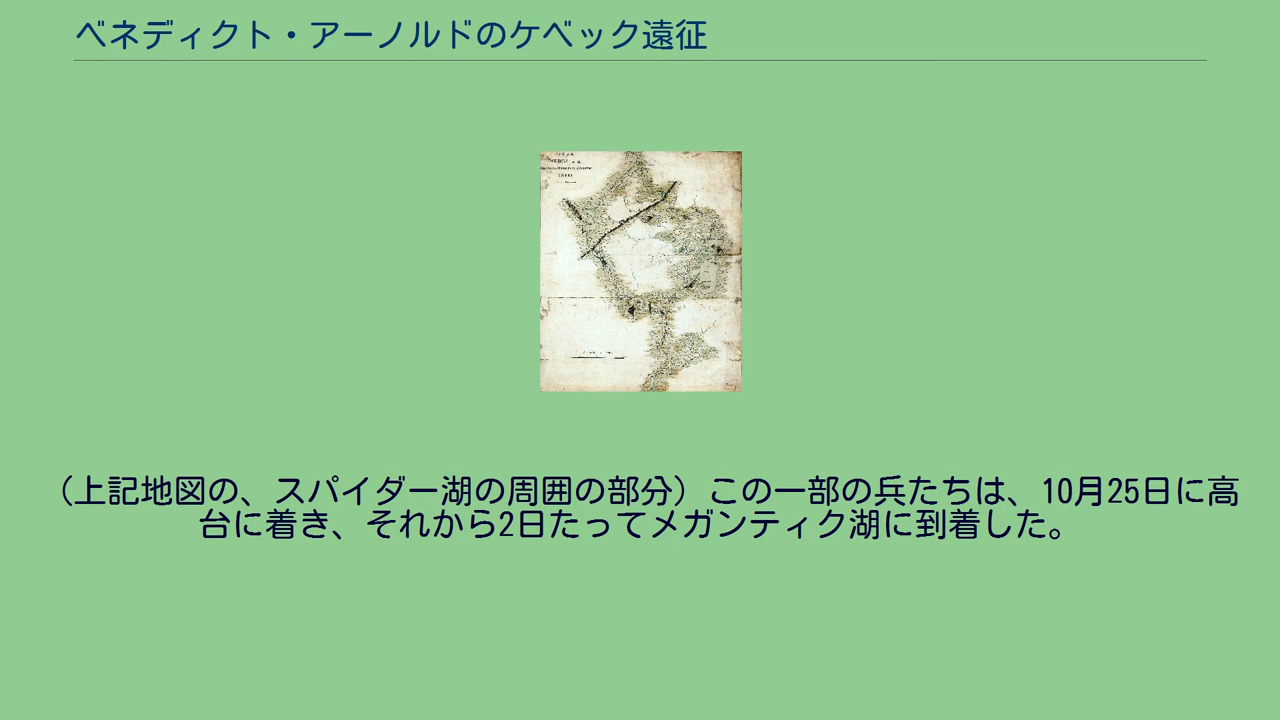 ベネディクト・アーノルドのケベック遠征
（上記地図の、スパイダー湖の周囲の部分）この一部の兵たちは、10月25日に高
台に着き、それから2日たってメガンティク湖に到着した。